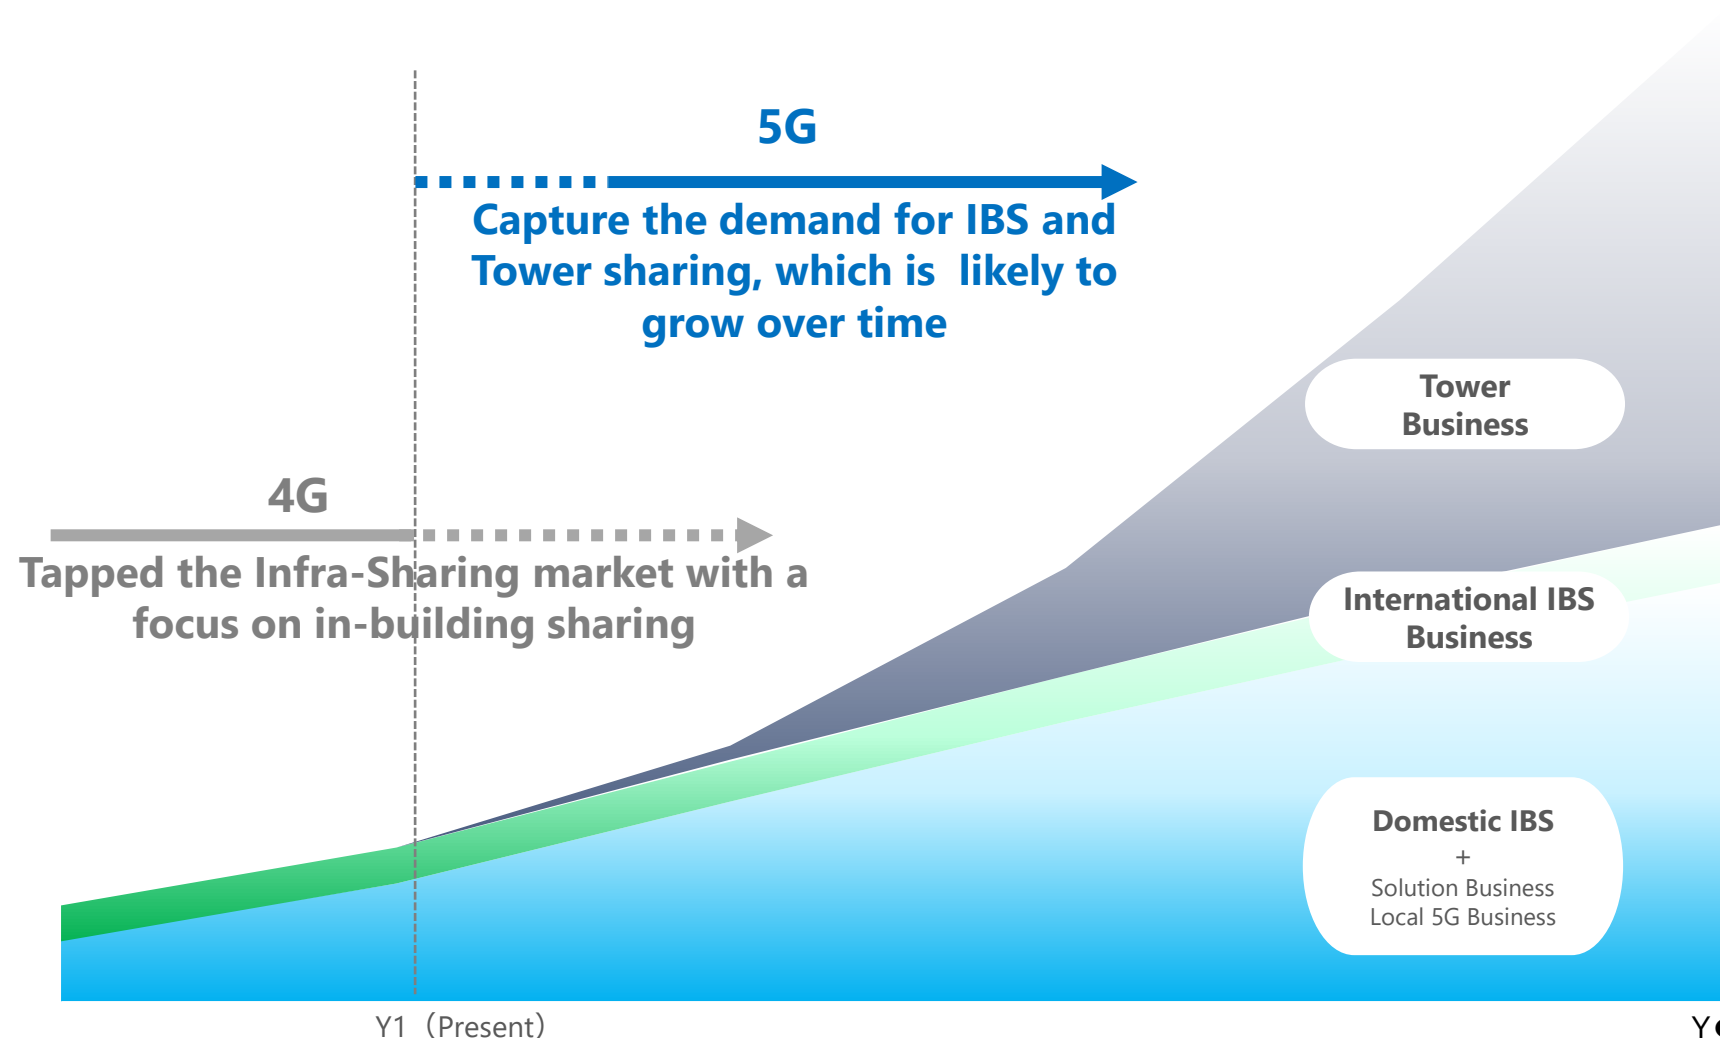 5G
Capture the demand for IBS and
Tower sharing, which is likely to
grow over time
4G
Tapped the Infra-Sharing market with a
focus on in-building sharing
Tower
Business
International IBS
Business
Domestic IBS
+
Solution Business
Local 5G Business
Y1（Present）